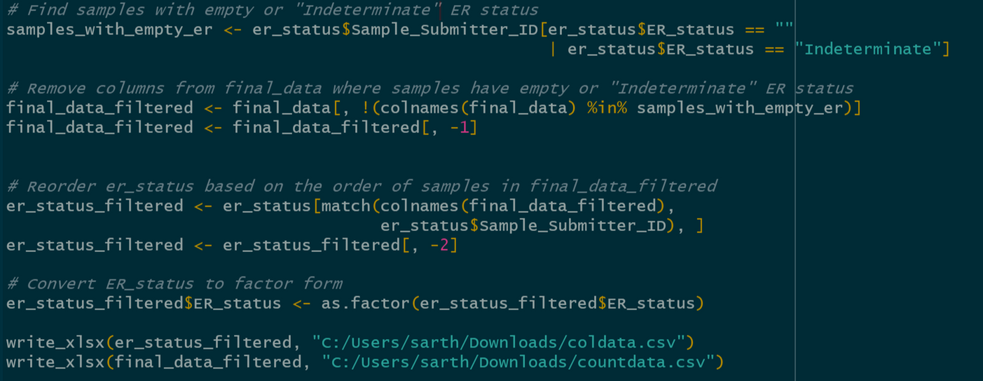 # Find samples with empty or "Indeterminate" ER status
samples_with_empty_er <- er_status$Sample_Submitter_ID[er_status$ER_status == ""
| er_status$ER_status == "Indeterminate"]
# Remove columns from final_data where samples have empty or "Indeterminate" ER status
final_data_filtered <- final_data[, !(colnames(final_data) %in% samples_with_empty_er)]
final_data_filtered <- final_data_filtered[, -1]
# Reorder er_status based on the order of samples in final_data_filtered
er_status_filtered <- er_status[match(colnames(final_data_filtered),
er_status$Sample_Submitter_ID), ]
er_status_filtered <- er_status_filtered[, -2]
# Convert ER_status to factor form
er_status_filtered$ER_status <- as.factor(er_status_filtered$ER_status)
write_xlsx(er_status_filtered, "C:/Users/sarth/Downloads/coldata.csv")
write_xlsx(final_data_filtered, "C:/Users/sarth/Downloads/countdata.csv")